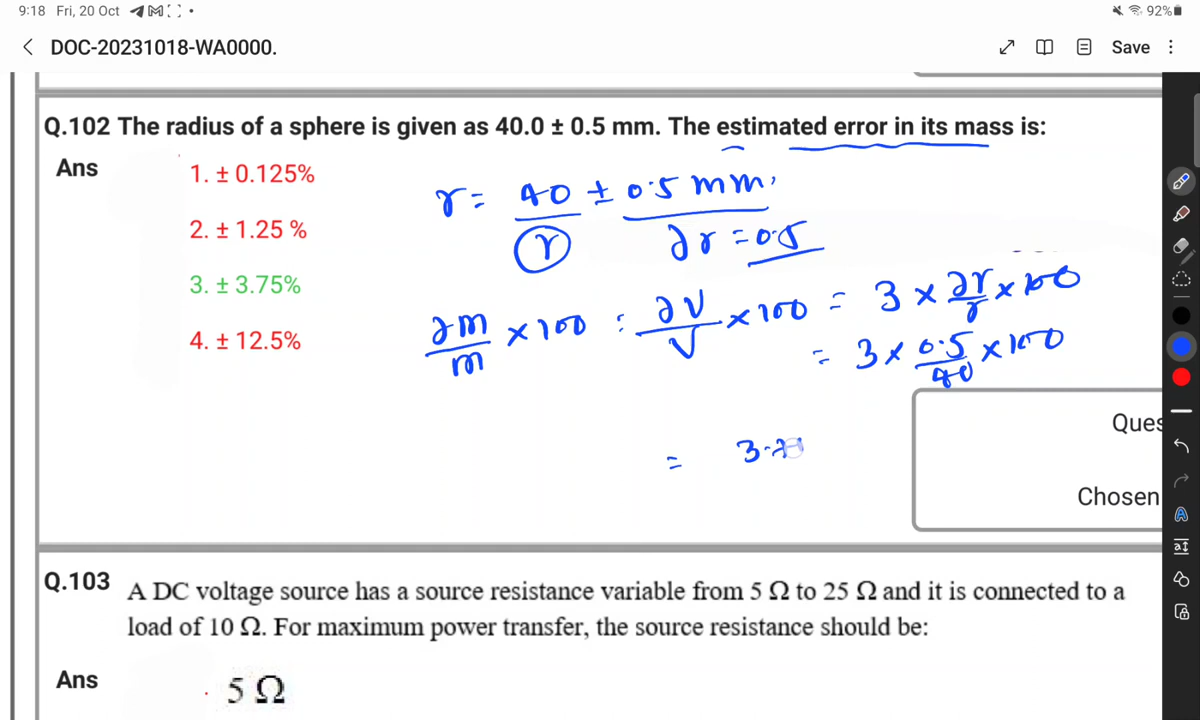 9:18 Fri, 20 Oct
92%
DOC-20231018-WA0000.
Save
Q.102 The radius of a sphere is given as 40.0 ± 0.5 mm. The estimated error in its mass is:
Ans
1. ± 0.125%
2. ± 1.25 %
3. ± 3.75%
4. ± 12.5%
r = 40 ± 0.5 mm,
r ∂r = 0.5
∂m/m × 100 = ∂V/V × 100 = 3 × ∂r/r × 100
= 3 × 0.5/40 × 100
= 3.7
Ques
Chosen
Q.103 A DC voltage source has a source resistance variable from 5 Ω to 25 Ω and it is connected to a
load of 10 Ω. For maximum power transfer, the source resistance should be:
Ans
5 Ω